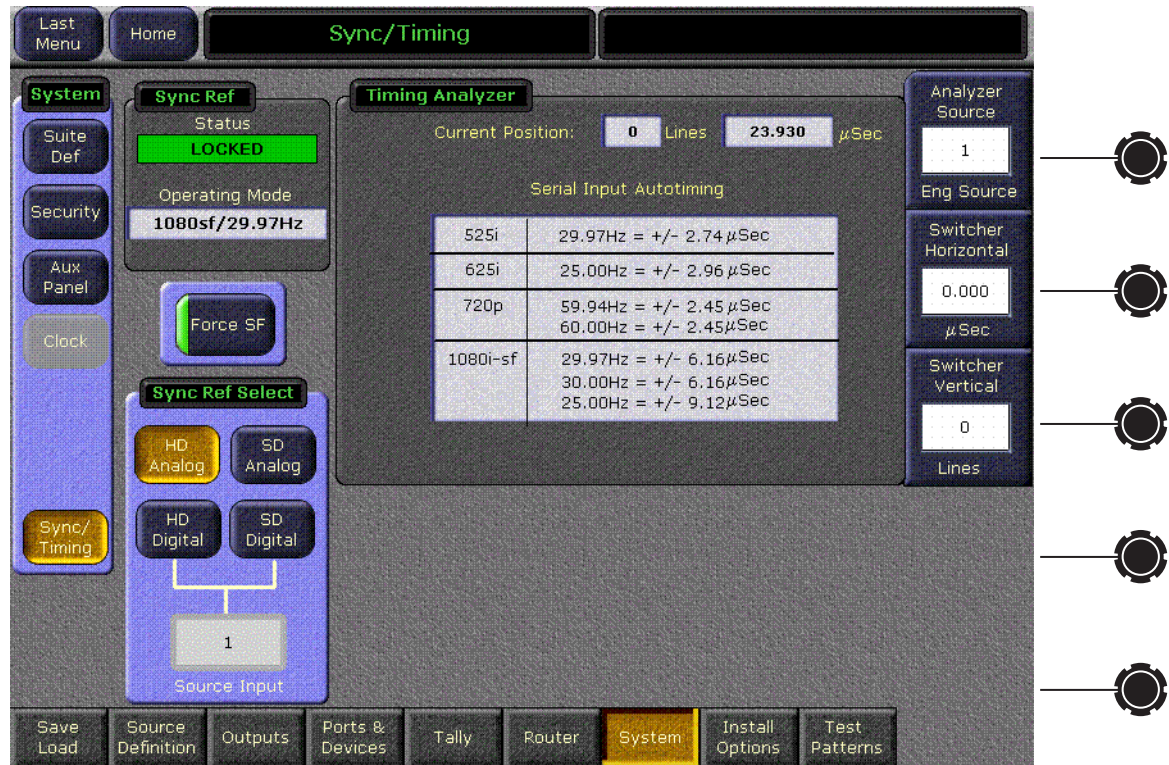 Last
Menu
Home
Sync/Timing
System
Suite
Def
Security
Aux
Panel
Clock
Sync/
Timing
Sync Ref
Status
LOCKED
Operating Mode
1080sf/29.97Hz
Force SF
Sync Ref Select
HD
Analog
SD
Analog
HD
Digital
SD
Digital
1
Source Input
Timing Analyzer
Current Position: 0 Lines 23.930 µSec
Serial Input Autotiming
525i 29.97Hz = +/- 2.74µSec
625i 25.00Hz = +/- 2.96µSec
720p 59.94Hz = +/- 2.45µSec
60.00Hz = +/- 2.45µSec
1080i-sf 29.97Hz = +/- 6.16µSec
30.00Hz = +/- 6.16µSec
25.00Hz = +/- 9.12µSec
Analyzer
Source
1
Eng Source
Switcher
Horizontal
0.000
µSec
Switcher
Vertical
0
Lines
Save
Load
Source
Definition
Outputs
Ports &
Devices
Tally
Router
System
Install
Options
Test
Patterns